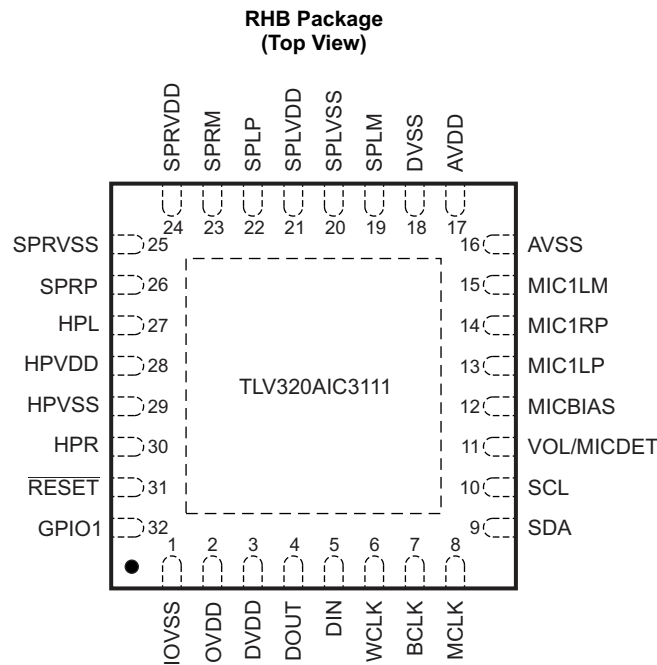 RHB Package
(Top View)
SPRVDD
SPRM
SPLP
SPLVDD
SPLVSS
SPLM
DVSS
AVDD
24 23 22 21 20 19 18 17
SPRVSS 25
SPRP 26
HPL 27
HPVDD 28
HPVSS 29
HPR 30
RESET 31
GPIO1 32
TLV320AIC3111
16 AVSS
15 MIC1LM
14 MIC1RP
13 MIC1LP
12 MICBIAS
11 VOL/MICDET
10 SCL
9 SDA
1 2 3 4 5 6 7 8
IOVSS
OVDD
DVDD
DOUT
DIN
WCLK
BCLK
MCLK